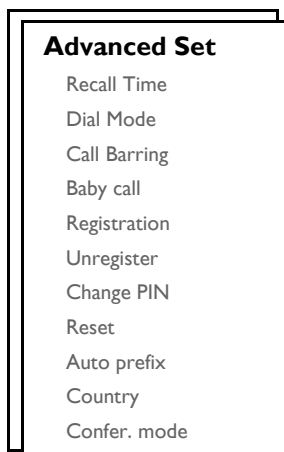 Advanced Set
Recall Time
Dial Mode
Call Barring
Baby call
Registration
Unregister
Change PIN
Reset
Auto prefix
Country
Confer. mode